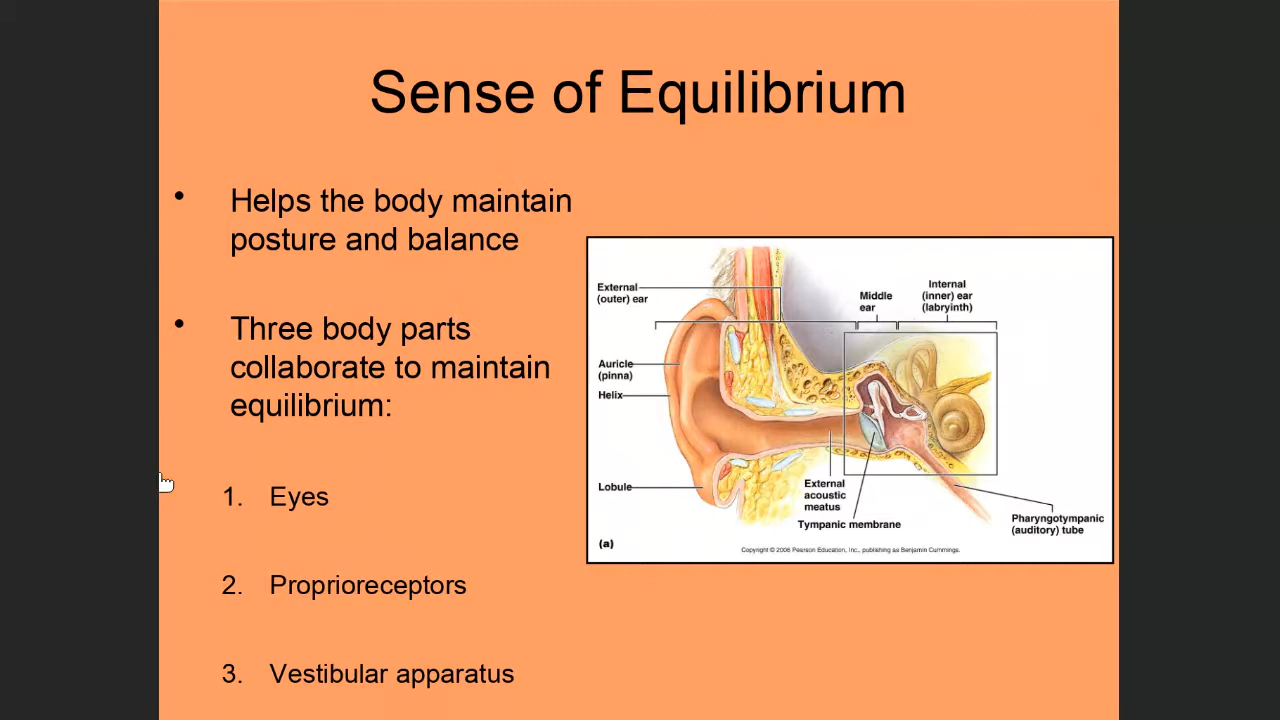 Sense of Equilibrium
• Helps the body maintain
posture and balance
• Three body parts
collaborate to maintain
equilibrium:
1. Eyes
2. Proprioreceptors
3. Vestibular apparatus
External
(outer) ear
Middle
ear
Internal
(inner) ear
(labyrinth)
Auricle
(pinna)
Helix
Lobule
External
acoustic
meatus
Tympanic membrane
Pharyngotympanic
(auditory) tube
(a)
Copyright © 2006 Pearson Education, Inc., publishing as Benjamin Cummings.